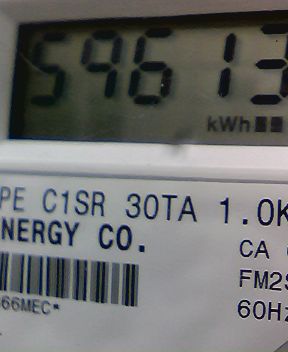 59613
kWh
PE C1SR 30TA 1.0K
NERGY CO.
CA
FM2S
66MEC*
60Hz